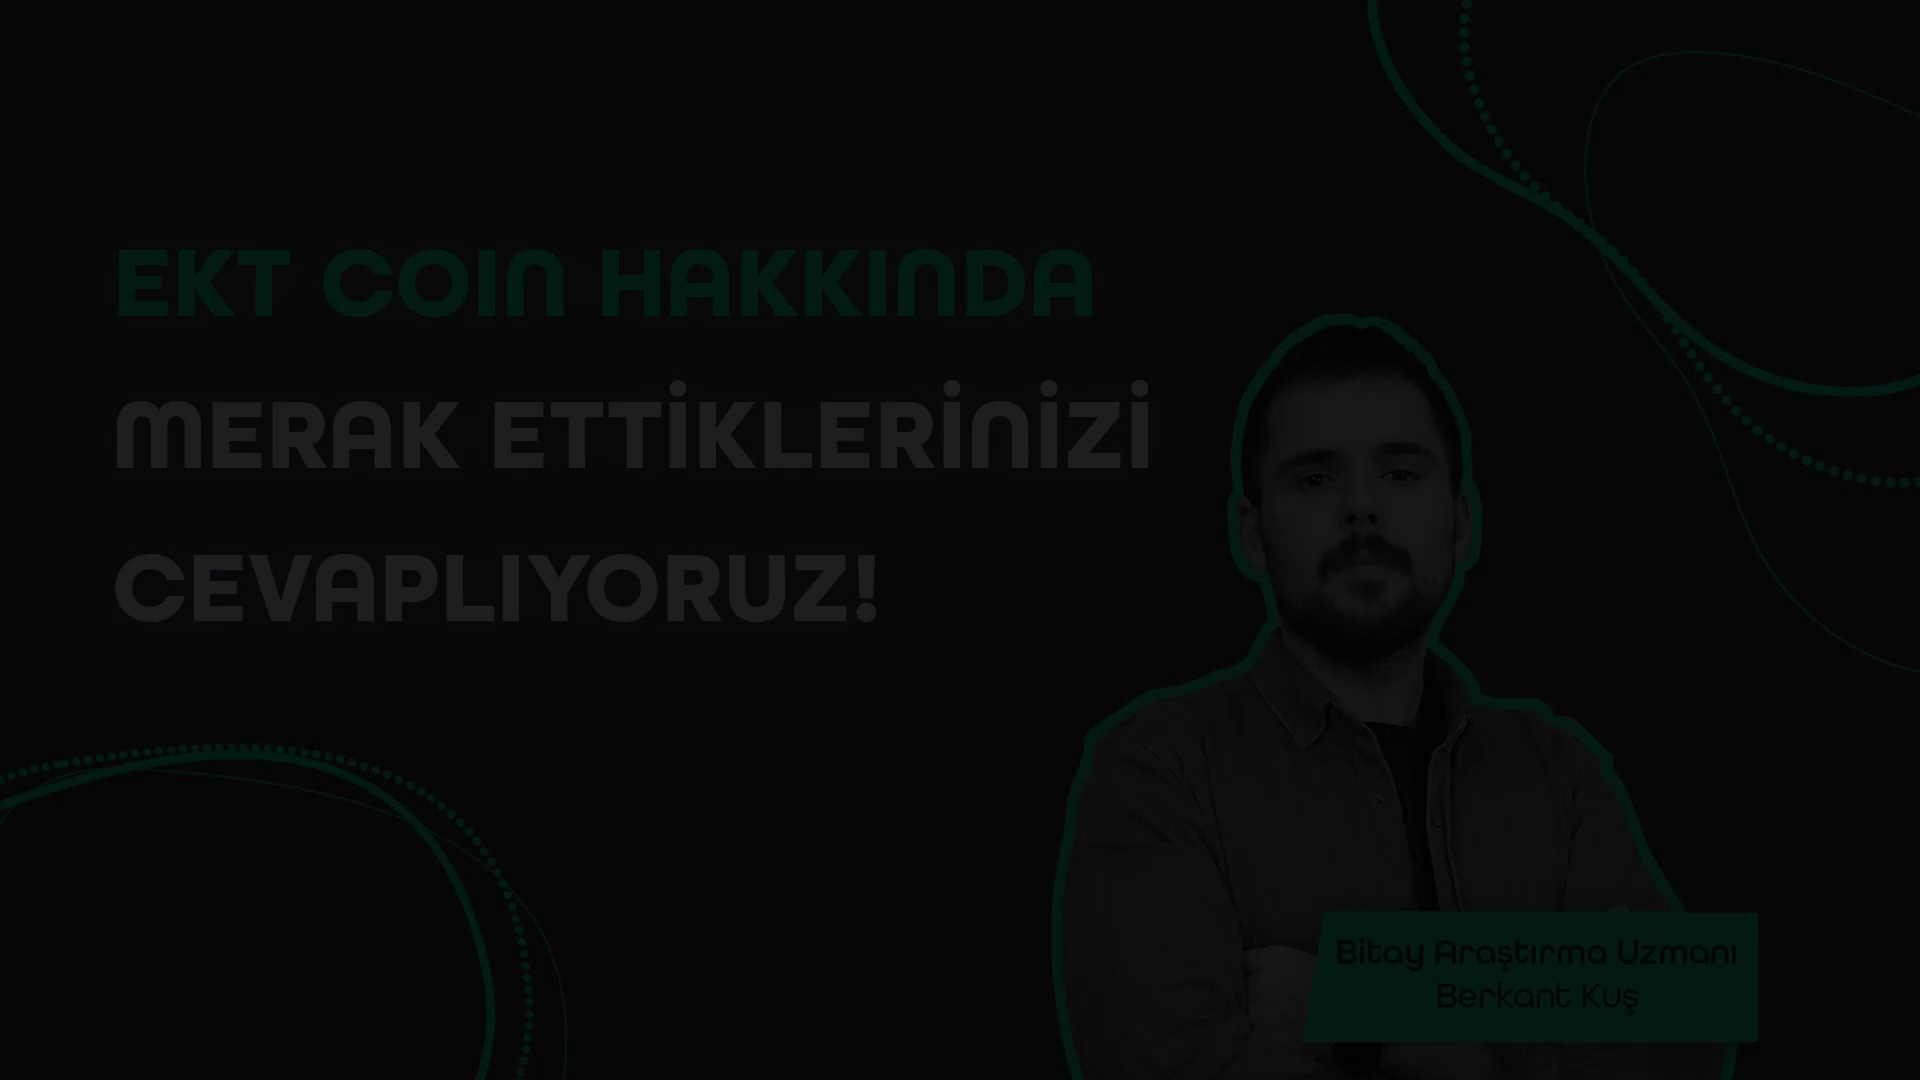 EKT COIN HAKKINDA
MERAK ETTİKLERİNİZİ
CEVAPLIYORUZ!
Bitay Araştırma Uzmanı
Berkant Kuş